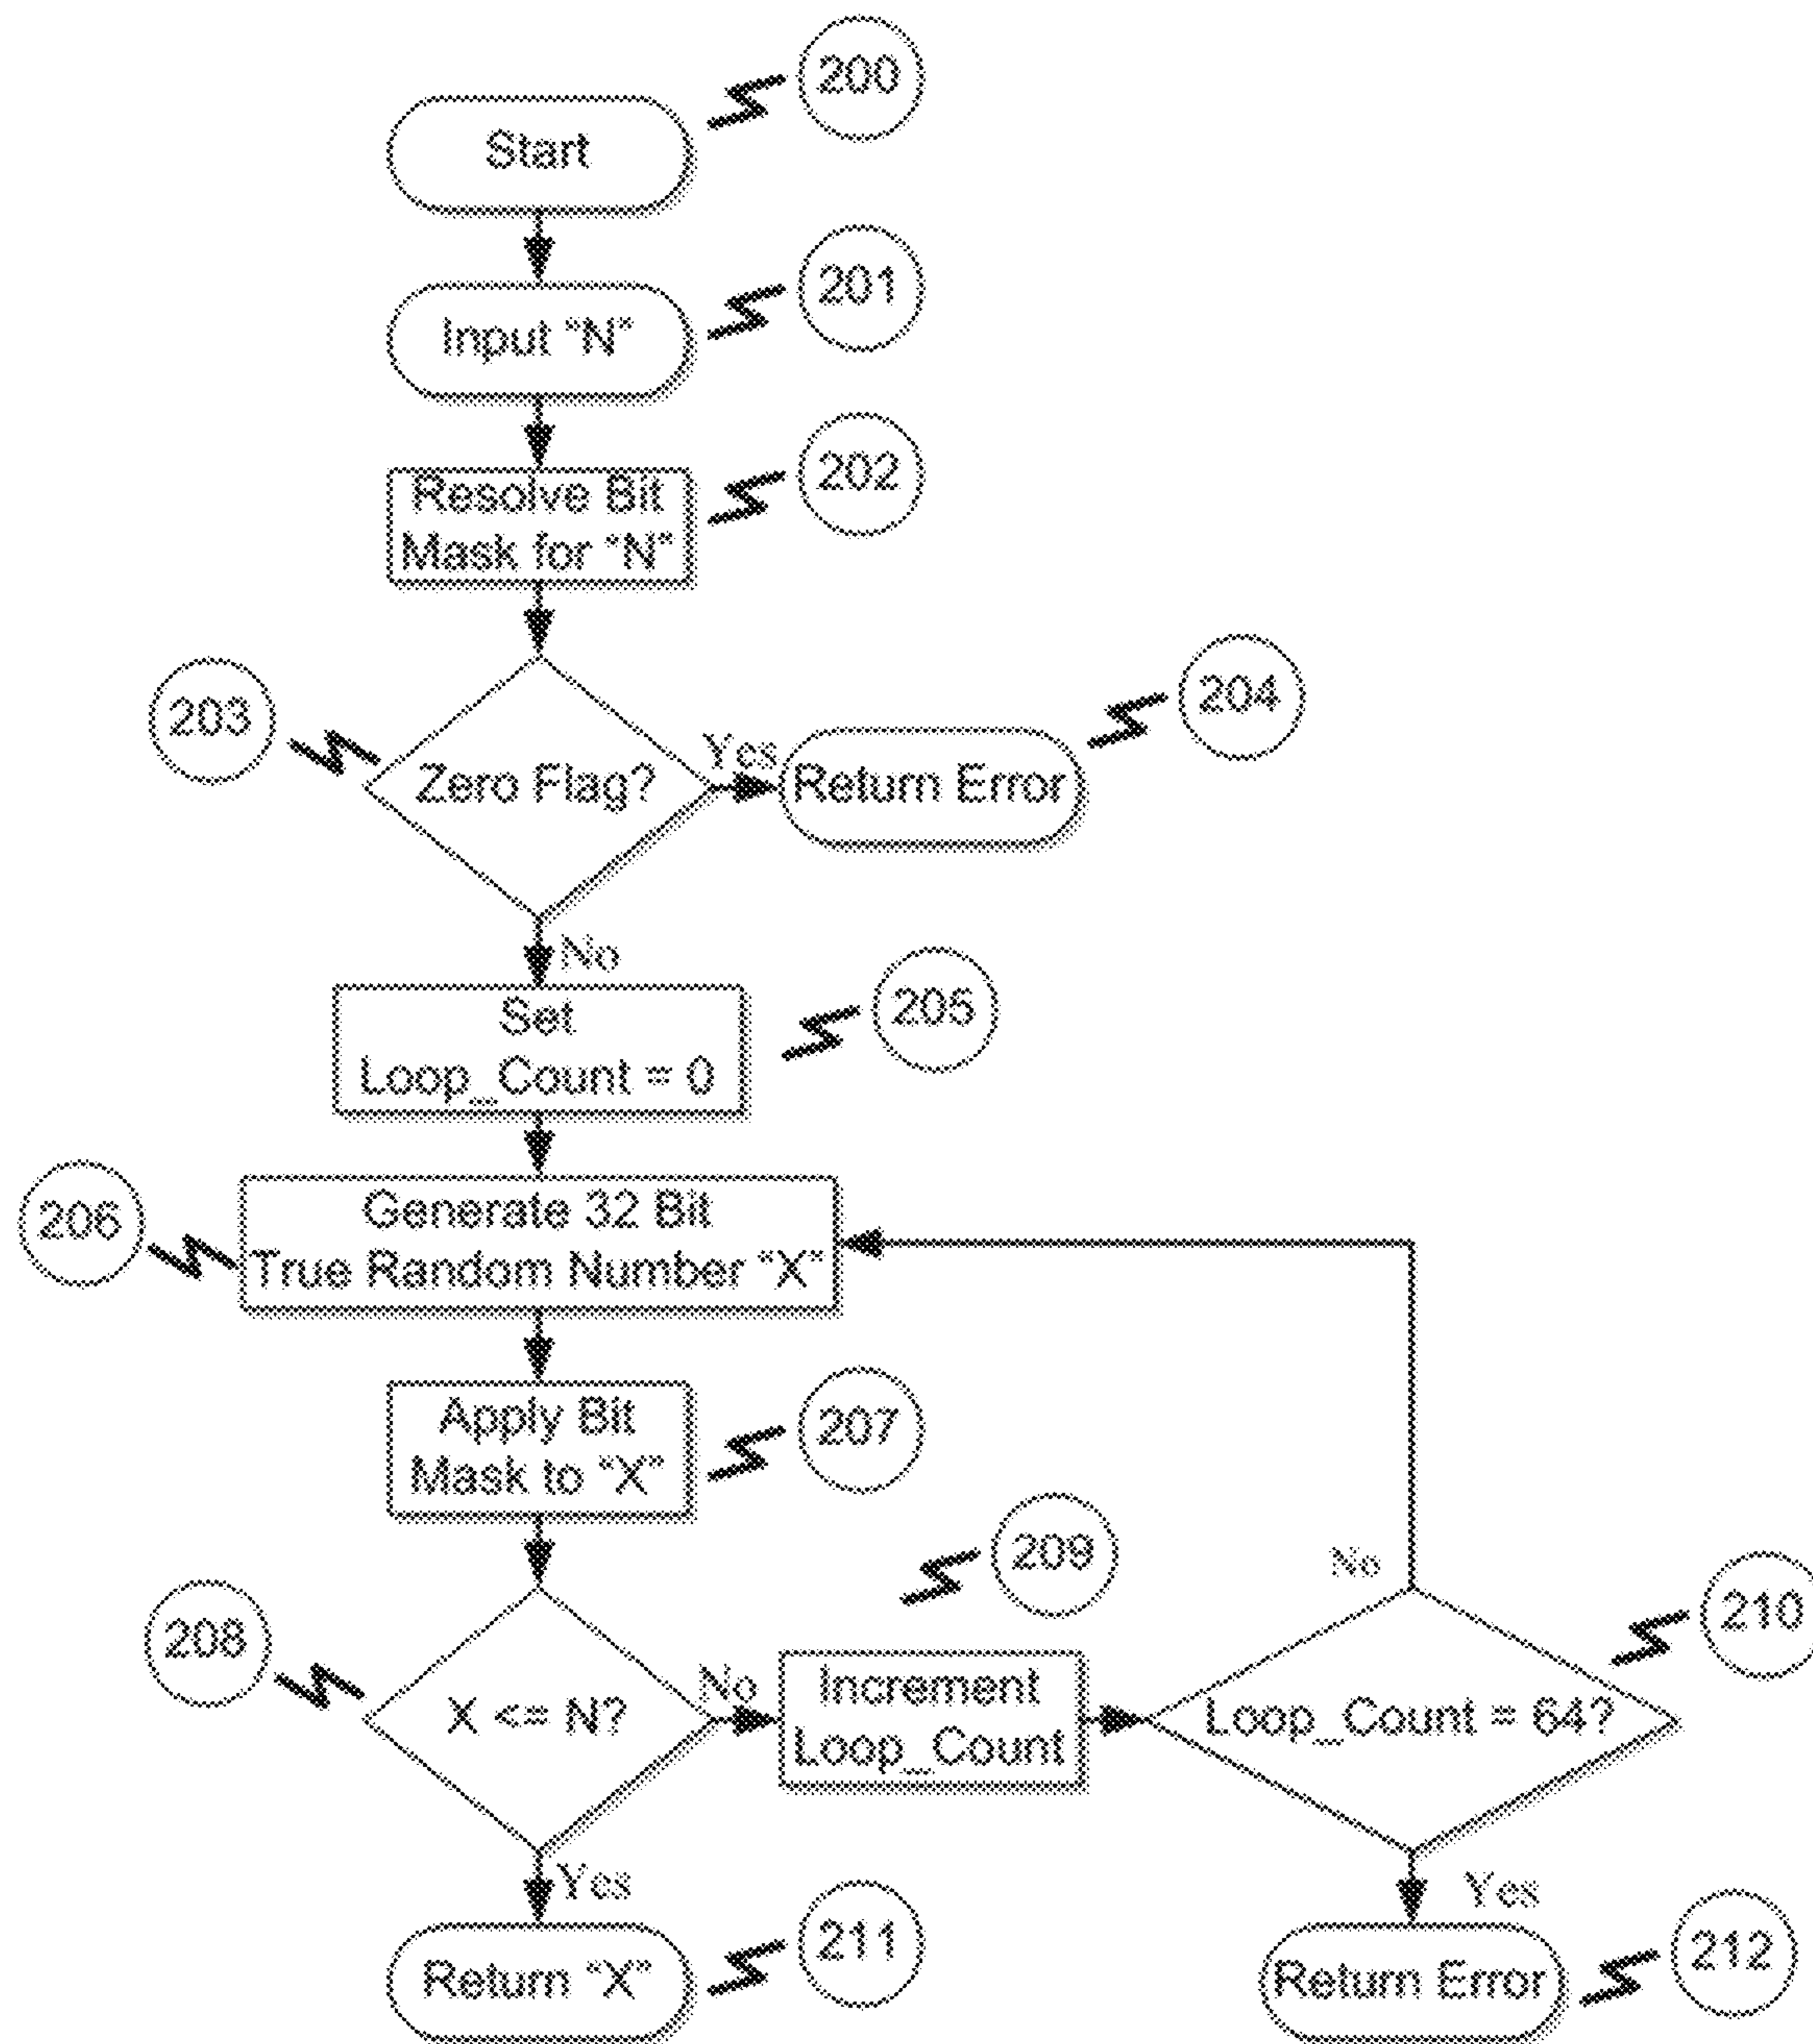 200
Start
201
Input “N”
202
Resolve Bit
Mask for “N”
203
Zero Flag?
Yes
204
Return Error
No
205
Set
Loop_Count = 0
206
Generate 32 Bit
True Random Number “X”
207
Apply Bit
Mask to “X”
208
X <= N?
No
209
Increment
Loop_Count
210
Loop_Count = 64?
No
Yes
211
Return “X”
Yes
212
Return Error